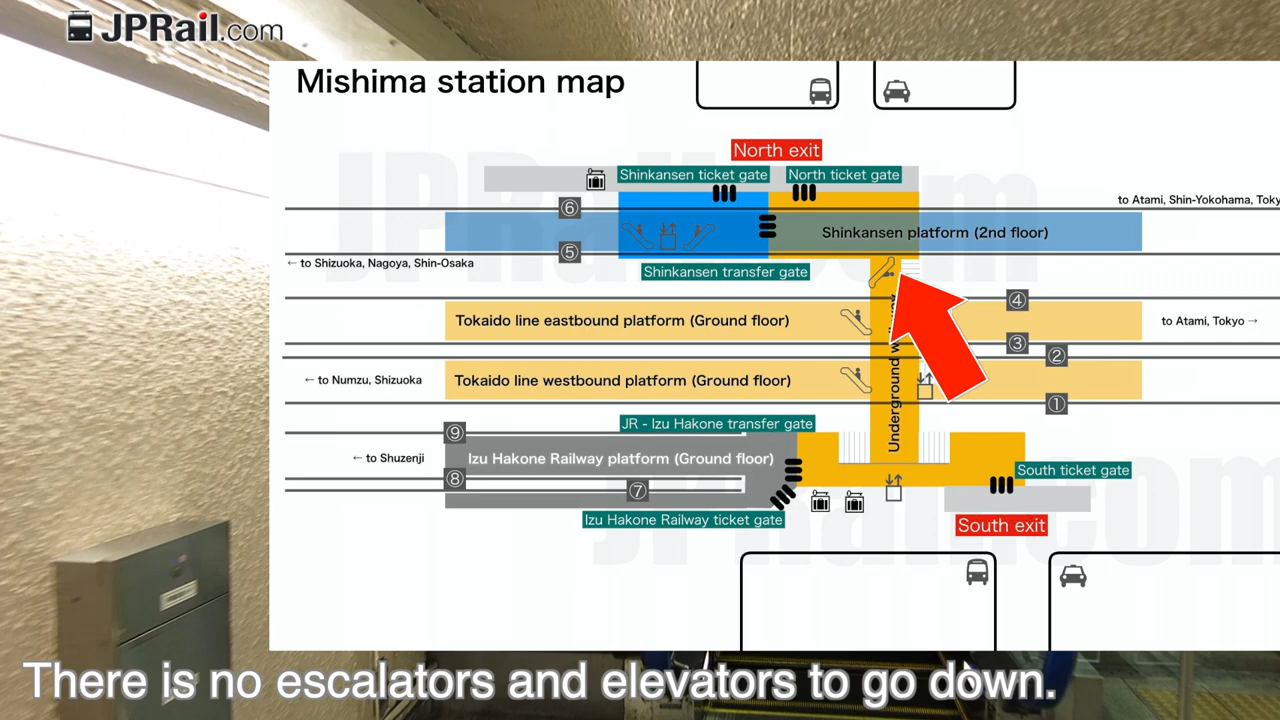 JPRail.com
Mishima station map
North exit
Shinkansen ticket gate
North ticket gate
to Atami, Shin-Yokohama, Toky
⑥
Shinkansen platform (2nd floor)
⑤
← to Shizuoka, Nagoya, Shin-Osaka
Shinkansen transfer gate
④
Tokaido line eastbound platform (Ground floor)
to Atami, Tokyo →
③
②
← to Numzu, Shizuoka
Tokaido line westbound platform (Ground floor)
①
Underground w
JR - Izu Hakone transfer gate
⑨
← to Shuzenji
Izu Hakone Railway platform (Ground floor)
South ticket gate
⑧
⑦
Izu Hakone Railway ticket gate
South exit
There is no escalators and elevators to go down.